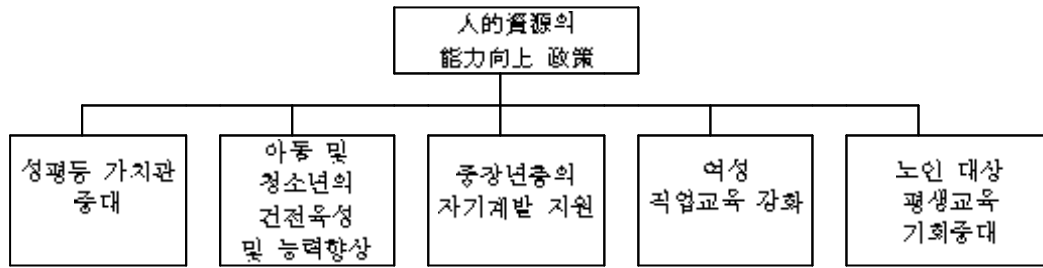 人的資源의
能力向上 政策
성평등 가치관
증대
아동 및
청소년의
건전육성
및 능력향상
중장년층의
자기계발 지원
여성
직업교육 강화
노인 대상
평생교육
기회증대